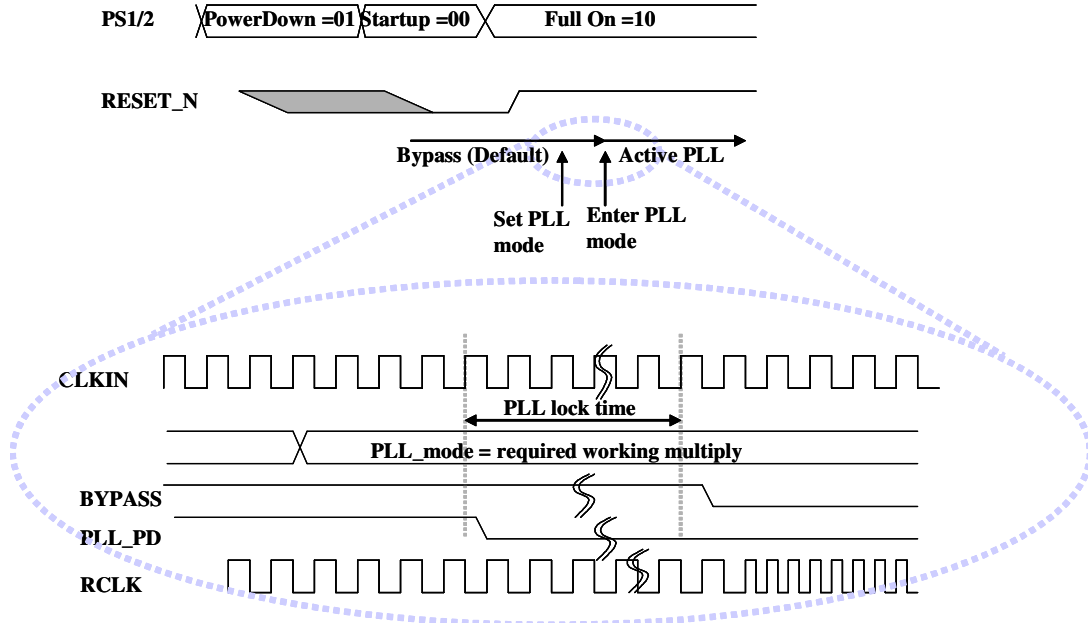 PS1/2 PowerDown =01 Startup =00 Full On =10
RESET_N
Bypass (Default) Active PLL
Set PLL
mode
Enter PLL
mode
CLKIN
PLL lock time
PLL_mode = required working multiply
BYPASS
PLL_PD
RCLK